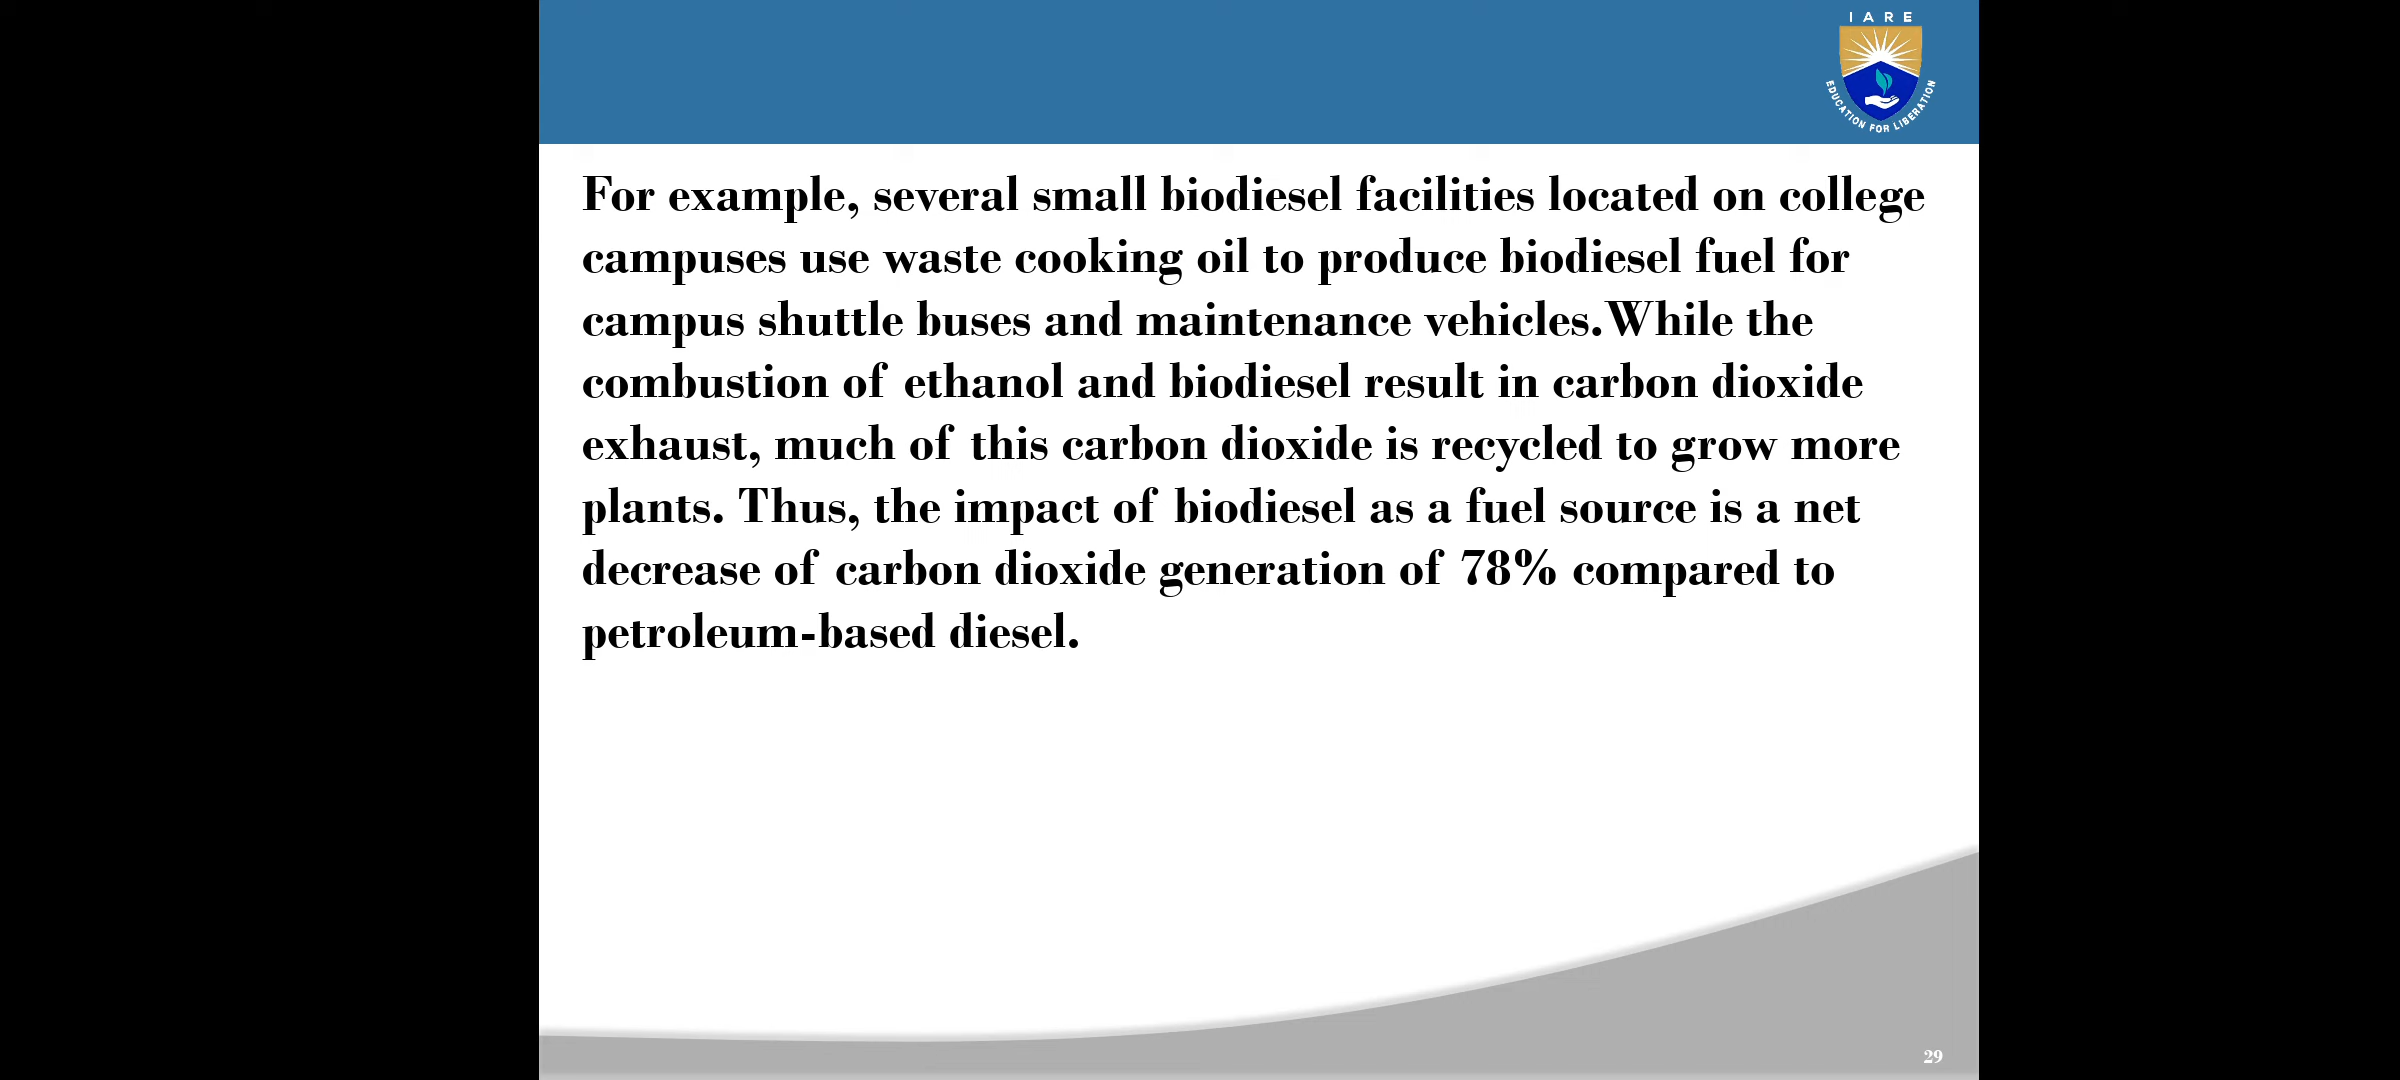 I A R E
EDUCATION FOR LIBERATION
For example, several small biodiesel facilities located on college
campuses use waste cooking oil to produce biodiesel fuel for
campus shuttle buses and maintenance vehicles.While the
combustion of ethanol and biodiesel result in carbon dioxide
exhaust, much of this carbon dioxide is recycled to grow more
plants. Thus, the impact of biodiesel as a fuel source is a net
decrease of carbon dioxide generation of 78% compared to
petroleum-based diesel.
29